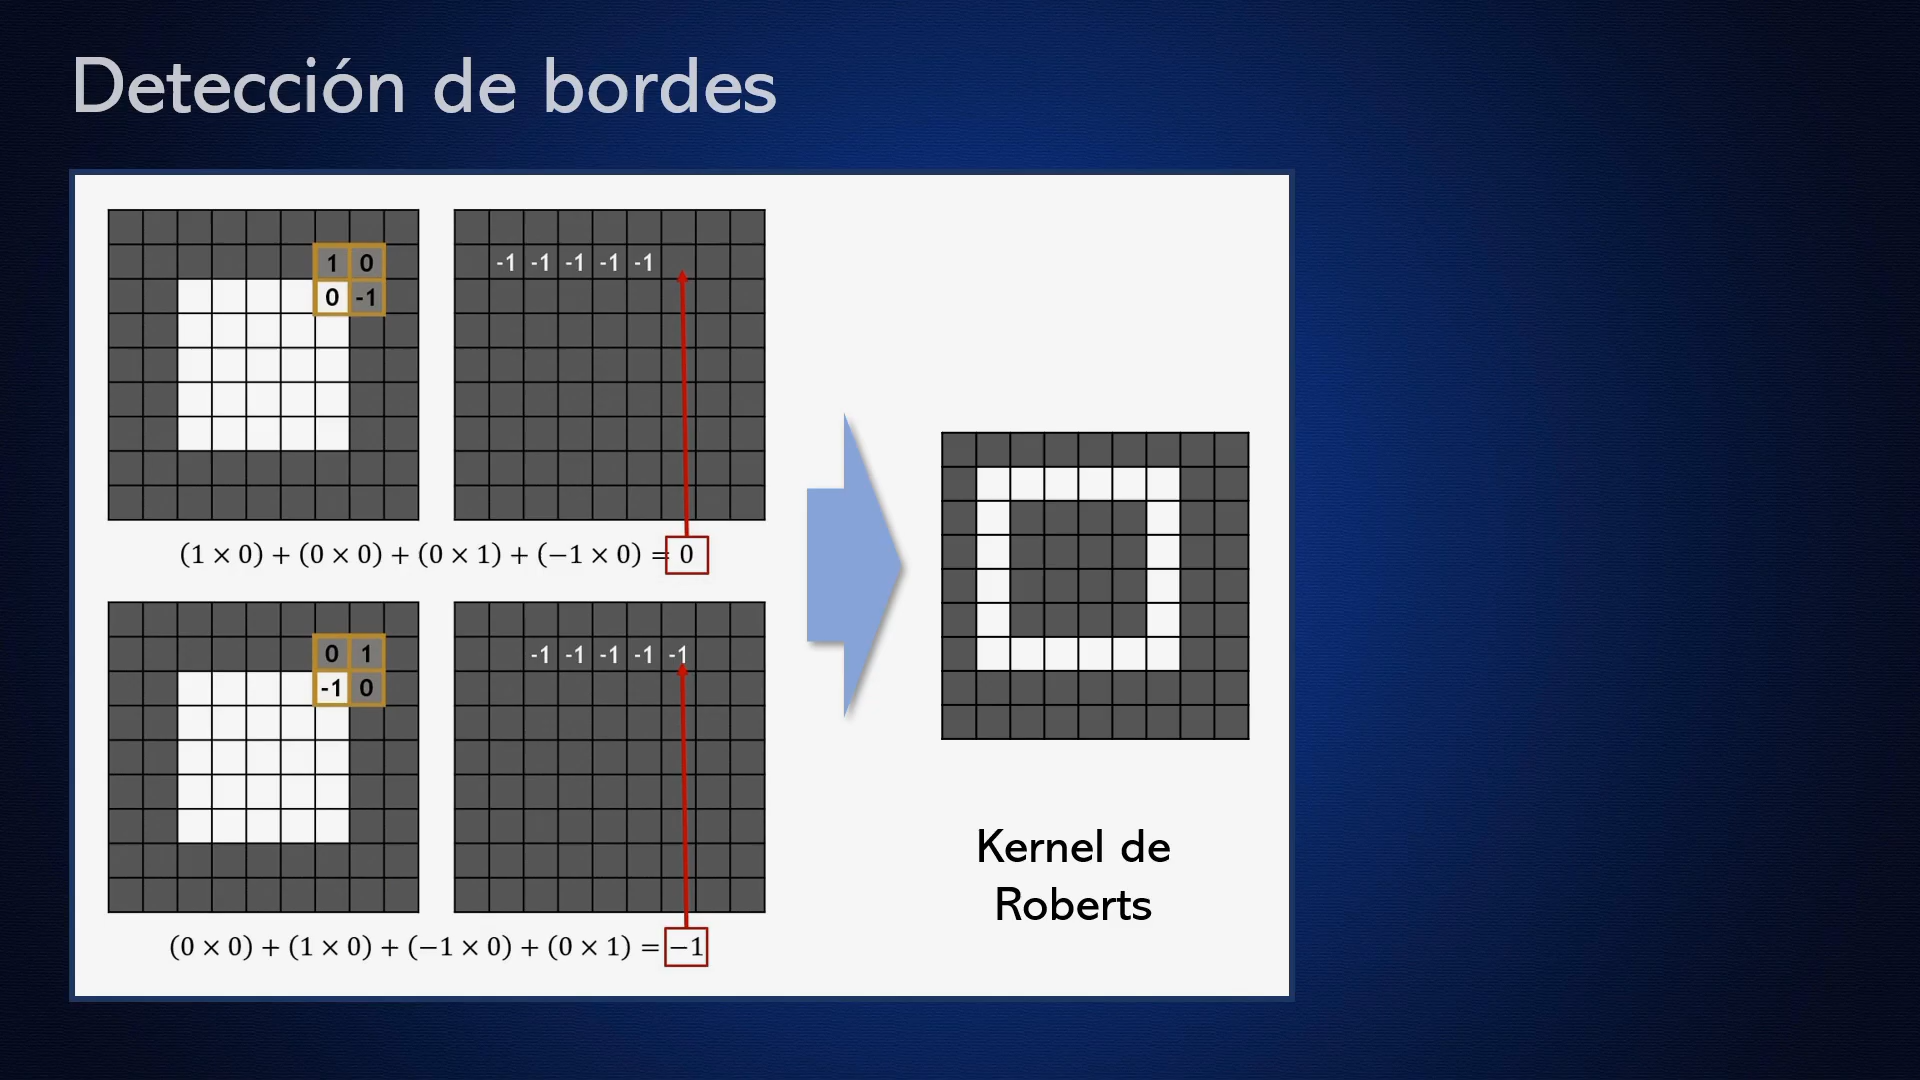 Detección de bordes
1 0
0 -1
-1 -1 -1 -1 -1
(1 × 0) + (0 × 0) + (0 × 1) + (−1 × 0) = 0
0 1
-1 0
-1 -1 -1 -1 -1
(0 × 0) + (1 × 0) + (−1 × 0) + (0 × 1) = −1
Kernel de
Roberts